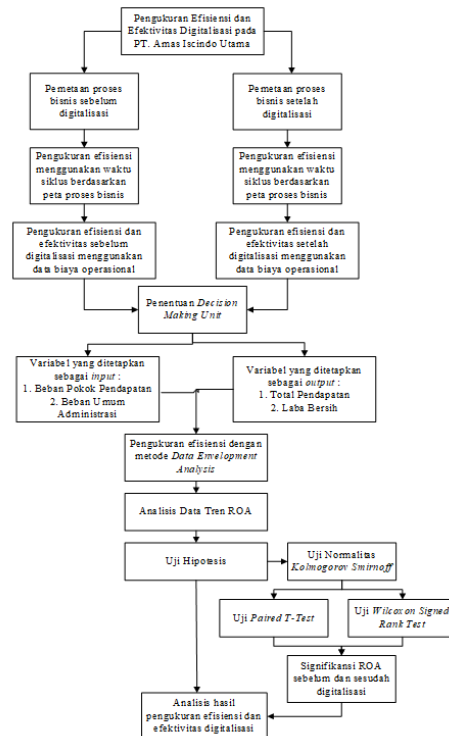 Pengukuran Efisiensi dan
Efektivitas Digitalisasi pada
PT. Amas Iscindo Utama
Pemetaan proses
bisnis sebelum
digitalisasi
Pemetaan proses
bisnis setelah
digitalisasi
Pengukuran efisiensi
menggunakan waktu
siklus berdasarkan
peta proses bisnis
Pengukuran efisiensi
menggunakan waktu
siklus berdasarkan
peta proses bisnis
Pengukuran efisiensi dan
efektivitas sebelum
digitalisasi menggunakan
data biaya operasional
Pengukuran efisiensi dan
efektivitas setelah
digitalisasi menggunakan
data biaya operasional
Penentuan Decision
Making Unit
Variabel yang ditetapkan
sebagai input :
1. Beban Pokok Pendapatan
2. Beban Umum
Administrasi
Variabel yang ditetapkan
sebagai output :
1. Total Pendapatan
2. Laba Bersih
Pengukuran efisiensi dengan
metode Data Envelopment
Analysis
Analisis Data Tren ROA
Uji Hipotesis
Uji Normalitas
Kolmogorov Smirnoff
Uji Paired T-Test
Uji Wilcoxon Signed
Rank Test
Signifikansi ROA
sebelum dan sesudah
digitalisasi
Analisis hasil
pengukuran efisiensi dan
efektivitas digitalisasi